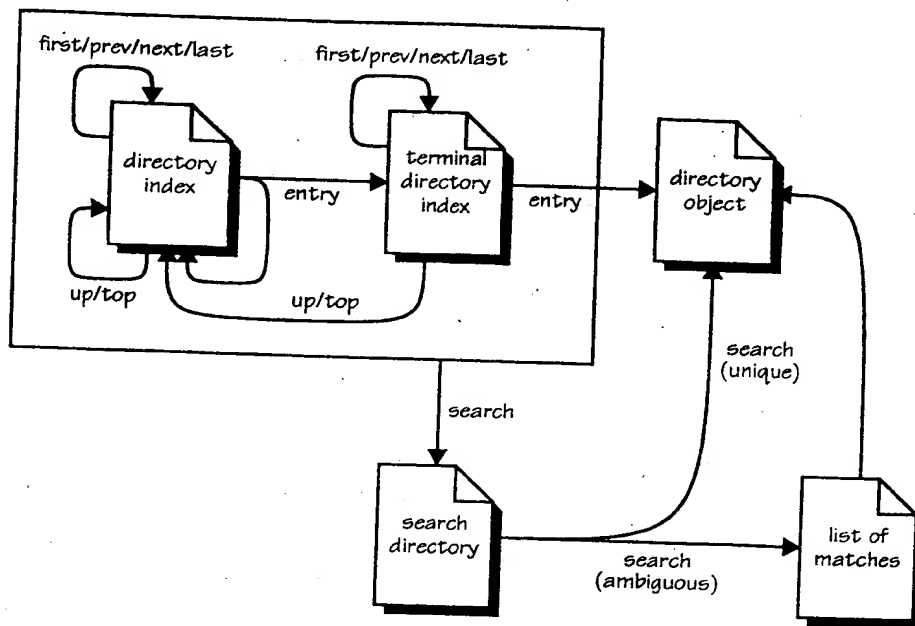 first/prev/next/last
first/prev/next/last
directory
index
terminal
directory
index
directory
object
entry
entry
up/top
up/top
search
(unique)
search
search
directory
list of
matches
search
(ambiguous)